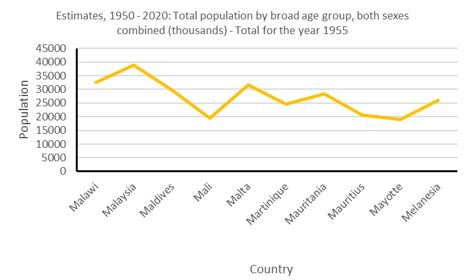 Estimates, 1950 - 2020: Total population by broad age group, both sexes
combined (thousands) - Total for the year 1955
45000
40000
35000
30000
25000
20000
15000
10000
5000
0
Population
Malawi
Malaysia
Maldives
Mali
Malta
Martinique
Mauritania
Mauritius
Mayotte
Melanesia
Country